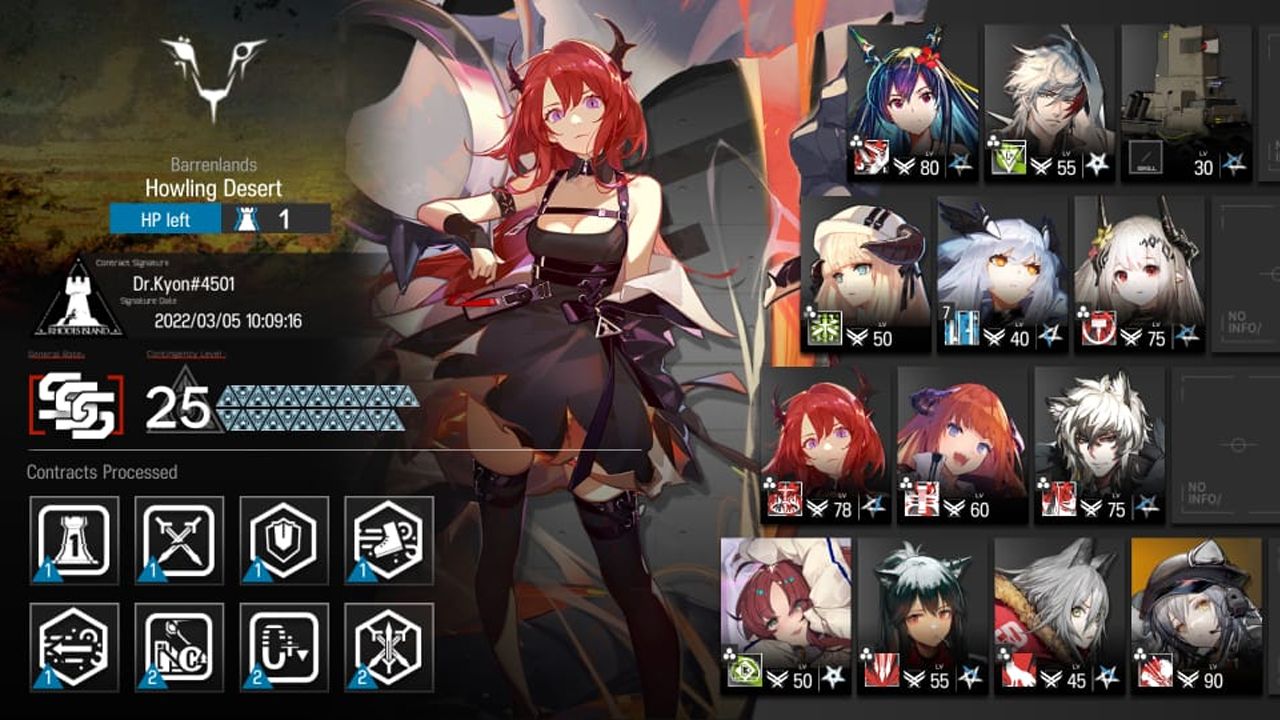 Barrenlands
Howling Desert
HP left 1
Contract Signature
Dr.Kyon#4501
Signature Date
2022/03/05 10:09:16
RHODES ISLAND
General Rate.
Contingency Level.
25
Contracts Processed
1 1 1 1
1 2 2 2
LV 80 LV 55 SKILL LV 30
LV 50 7 LV 40 LV 75 NO INFO/
LV 78 LV 60 LV 75 NO INFO/
LV 50 LV 55 LV 45 LV 90